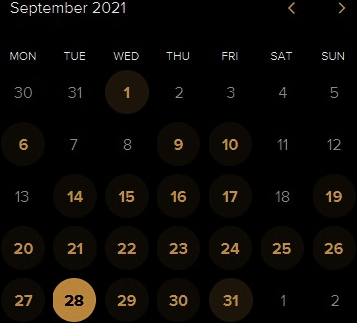 September 2021
MON TUE WED THU FRI SAT SUN
30 31 1 2 3 4 5
6 7 8 9 10 11 12
13 14 15 16 17 18 19
20 21 22 23 24 25 26
27 28 29 30 31 1 2